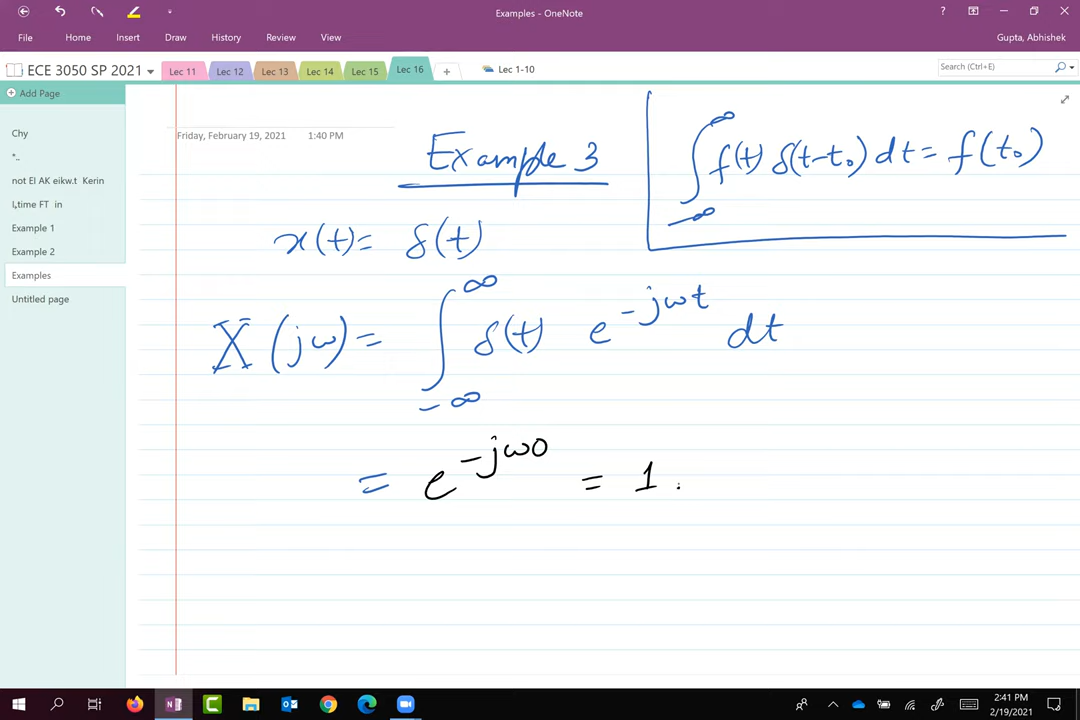 Examples - OneNote
?
Gupta, Abhishek
File Home Insert Draw History Review View Abhishek
ECE 3050 SP 2021 Lec 11 Lec 12 Lec 13 Lec 14 Lec 15 Lec 16 + Lec 1-10
Search (Ctrl+E)
Add Page
Friday, February 19, 2021 1:40 PM
Chy
not EI AK eikw.t Kerin
I,time FT in
Example 1
Example 2
Examples
Untitled page
Example 3
∫_{-∞}^{∞} f(t) δ(t-t₀) dt = f(t₀)
x(t) = δ(t)
X(jω) = ∫_{-∞}^{∞} δ(t) e^{-jωt} dt
= e^{-jω0} = 1.
2:41 PM
2/19/2021